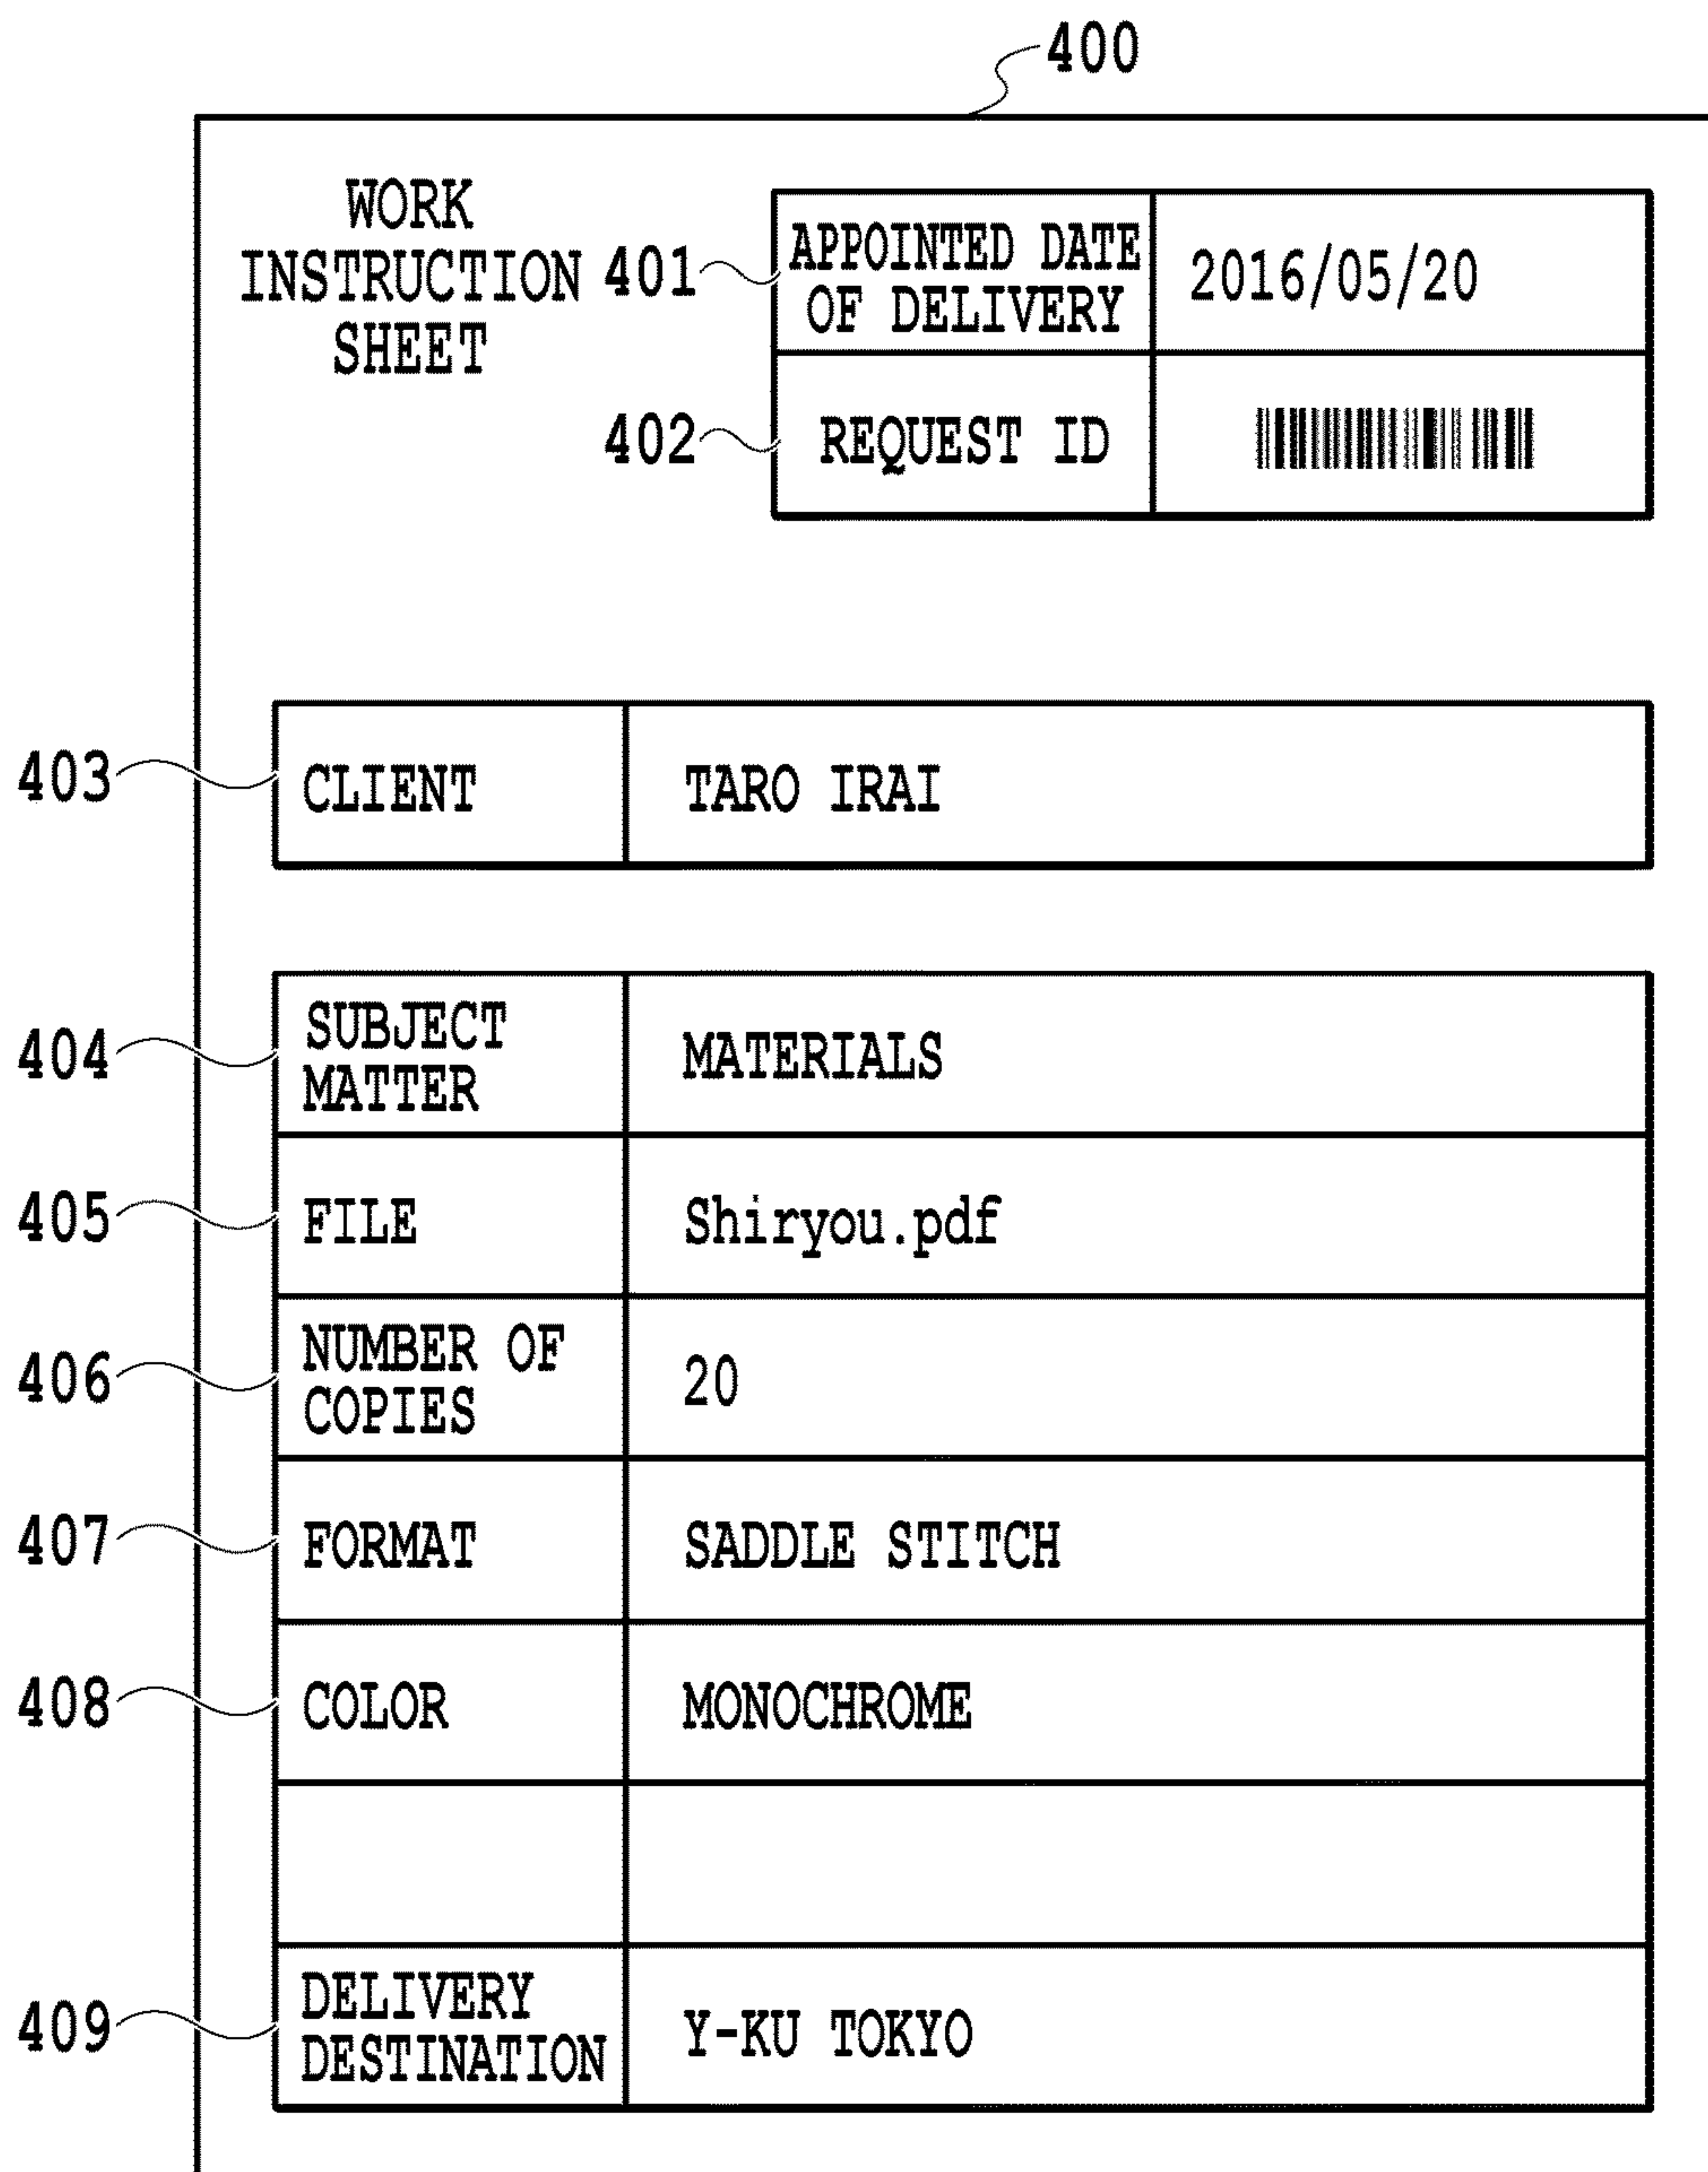 400
WORK
INSTRUCTION
SHEET
401
APPOINTED DATE
OF DELIVERY
2016/05/20
402
REQUEST ID
403
CLIENT
TARO IRAI
404
SUBJECT
MATTER
MATERIALS
405
FILE
Shiryou.pdf
406
NUMBER OF
COPIES
20
407
FORMAT
SADDLE STITCH
408
COLOR
MONOCHROME
409
DELIVERY
DESTINATION
Y-KU TOKYO